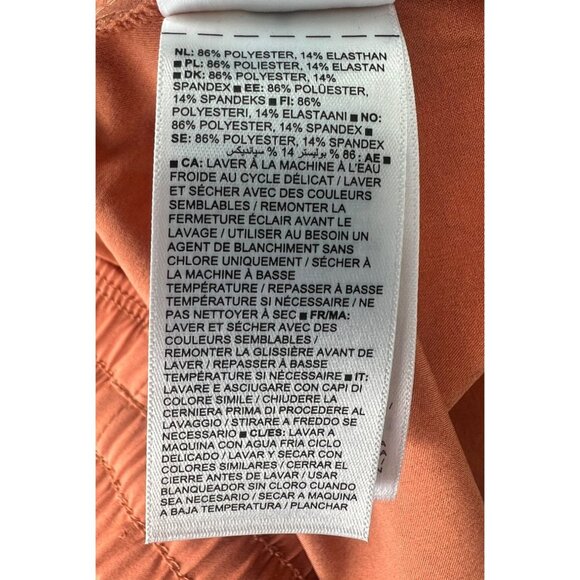 NL: 86% POLYESTER, 14% ELASTHAN
■ PL: 86% POLIESTER, 14% ELASTAN
■ DK: 86% POLYESTER, 14%
SPANDEX ■ EE: 86% POLÜESTER,
14% SPANDEKS ■ FI: 86%
POLYESTERI, 14% ELASTAANI ■ NO:
86% POLYESTER, 14% SPANDEX ■
SE: 86% POLYESTER, 14% SPANDEX
■ AE: 86 % بوليستر 14 % سباندكس
■ CA: LAVER À LA MACHINE À L'EAU
FROIDE AU CYCLE DÉLICAT / LAVER
ET SÉCHER AVEC DES COULEURS
SEMBLABLES / REMONTER LA
FERMETURE ÉCLAIR AVANT LE
LAVAGE / UTILISER AU BESOIN UN
AGENT DE BLANCHIMENT SANS
CHLORE UNIQUEMENT / SÉCHER À
LA MACHINE À BASSE
TEMPÉRATURE / REPASSER À BASSE
TEMPÉRATURE SI NÉCESSAIRE / NE
PAS NETTOYER À SEC ■ FR/MA:
LAVER ET SÉCHER AVEC DES
COULEURS SEMBLABLES /
REMONTER LA GLISSIÈRE AVANT DE
LAVER / REPASSER À BASSE
TEMPÉRATURE SI NÉCESSAIRE ■ IT:
LAVARE E ASCIUGARE CON CAPI DI
COLORE SIMILE / CHIUDERE LA
CERNIERA PRIMA DI PROCEDERE AL
LAVAGGIO / STIRARE A FREDDO SE
NECESSARIO ■ CL/ES: LAVAR A
MAQUINA CON AGUA FRÍA CICLO
DELICADO / LAVAR Y SECAR CON
COLORES SIMILARES / CERRAR EL
CIERRE ANTES DE LAVAR / USAR
BLANQUEADOR SIN CLORO CUANDO
SEA NECESARIO / SECAR A MAQUINA
A BAJA TEMPERATURA / PLANCHAR